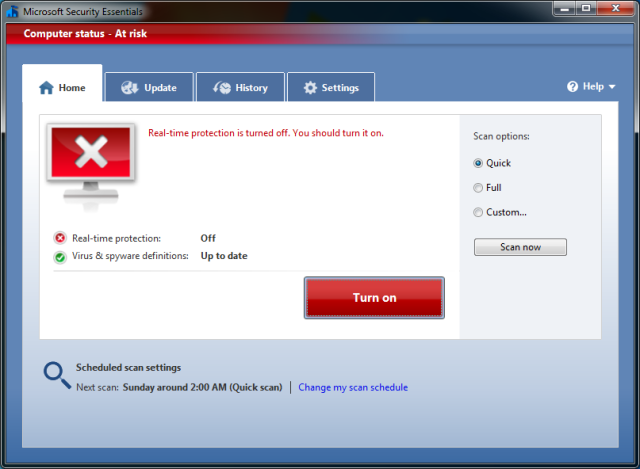 Microsoft Security Essentials
Computer status - At risk
Home
Update
History
Settings
Help
Real-time protection is turned off. You should turn it on.
Scan options:
Quick
Full
Custom...
Scan now
Real-time protection: Off
Virus & spyware definitions: Up to date
Turn on
Scheduled scan settings
Next scan: Sunday around 2:00 AM (Quick scan) | Change my scan schedule